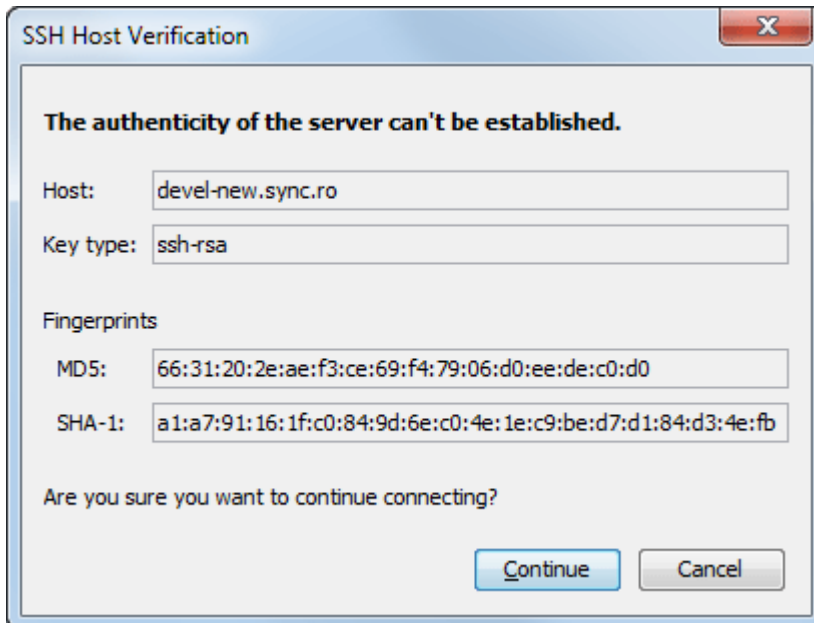 SSH Host Verification
The authenticity of the server can't be established.
Host: devel-new.sync.ro
Key type: ssh-rsa
Fingerprints
MD5: 66:31:20:2e:ae:f3:ce:69:f4:79:06:d0:ee:de:c0:d0
SHA-1: a1:a7:91:16:1f:c0:84:9d:6e:c0:4e:1e:c9:be:d7:d1:84:d3:4e:fb
Are you sure you want to continue connecting?
Continue Cancel